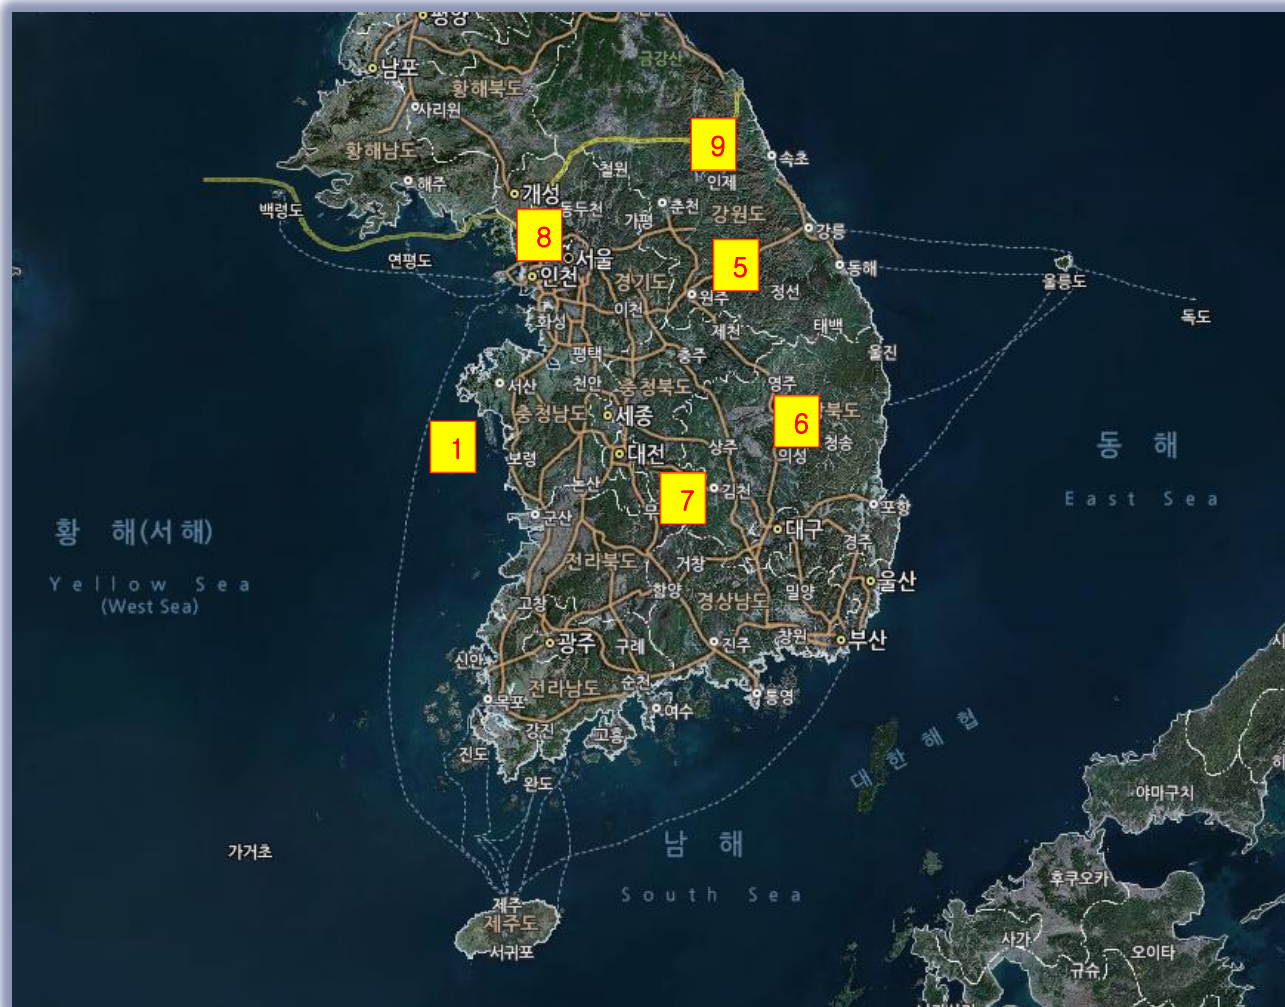 평양
남포
금강산
황해북도
사리원
9
황해남도
속초
철원
해주
인제
개성
백령도
동두천
춘천
가평
강원도
8
강릉
서울
연평도
5
동해
인천
경기도
울릉도
원주
정선
이천
독도
화성
제천
태백
평택
충주
울진
서산
천안
충청북도
영주
충청남도
세종
6
북도
동 해
1
상주
청송
보령
대전
의성
논산
7
김천
East Sea
무
포항
군산
황 해(서해)
대구
경주
전라북도
거창
Yellow Sea
(West Sea)
울산
고창
함양
경상남도
밀양
광주
구례
진주
창원
부산
신안
순천
전라남도
목포
여수
통영
강진
고흥
진도
대 한 해 협
완도
야마구치
남 해
가거초
후쿠오카
South Sea
제주
제주도
서귀포
사가
오이타
규슈